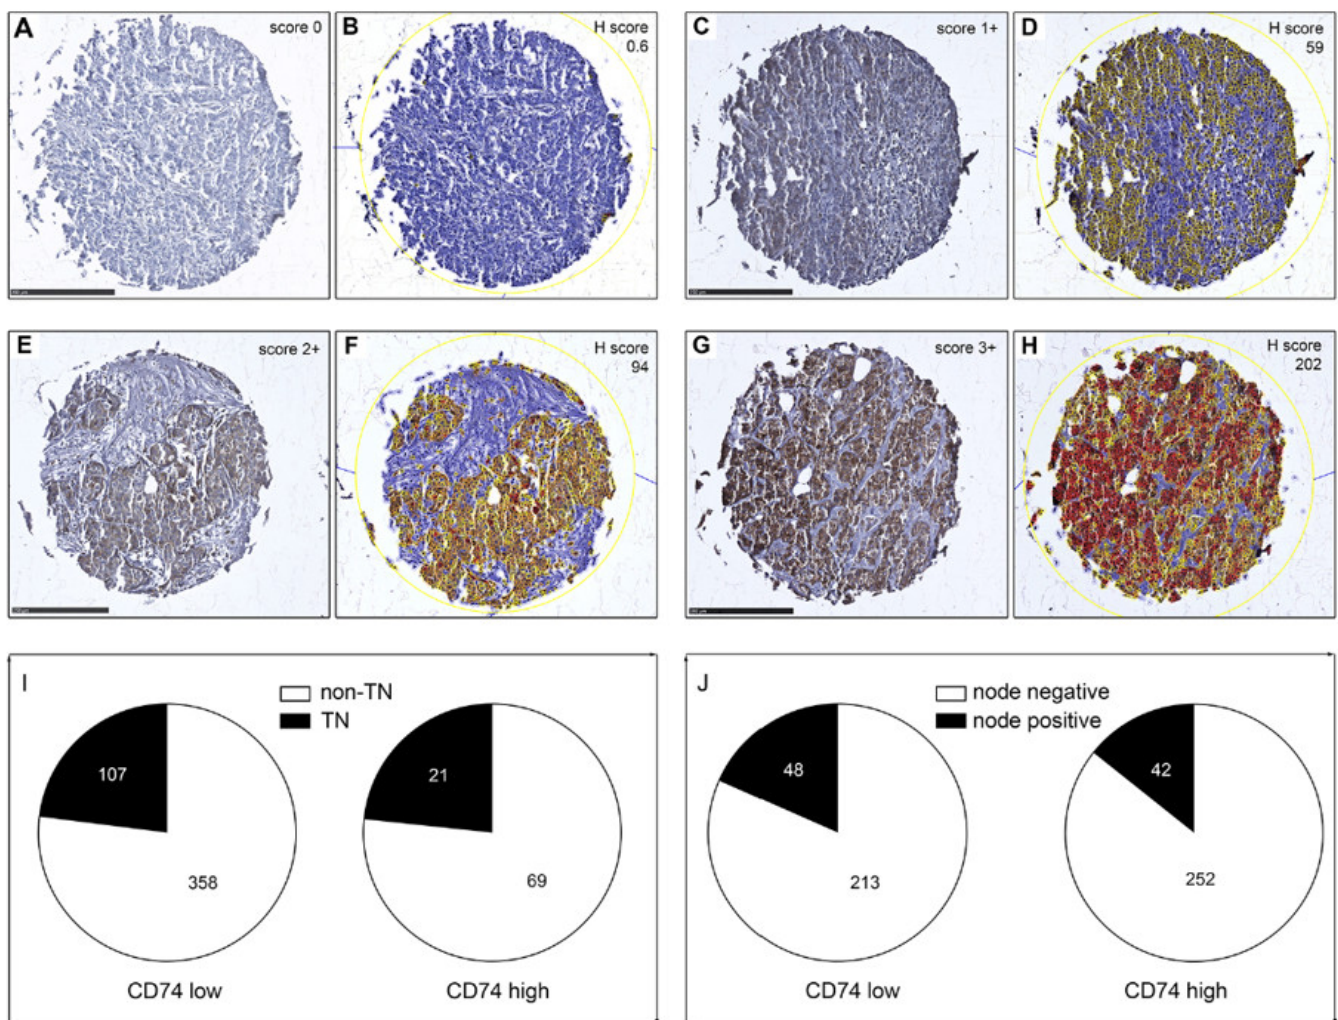 A
score 0
B
H score
0.6
C
score 1+
D
H score
59
E
score 2+
F
H score
94
G
score 3+
H
H score
202
I
non-TN
TN
107
358
21
69
CD74 low
CD74 high
J
node negative
node positive
48
213
42
252
CD74 low
CD74 high